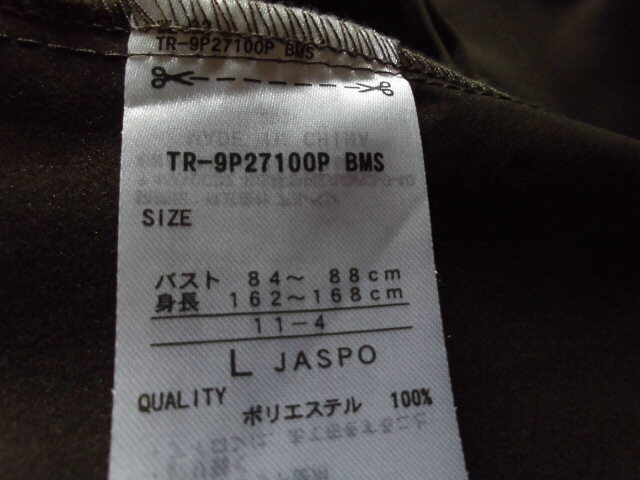 TR-9P27100P BMS
TR-9P27100P BMS
SIZE
バスト 84～ 88cm
身長 162～168cm
11-4
L JASPO
QUALITY
ポリエステル 100%